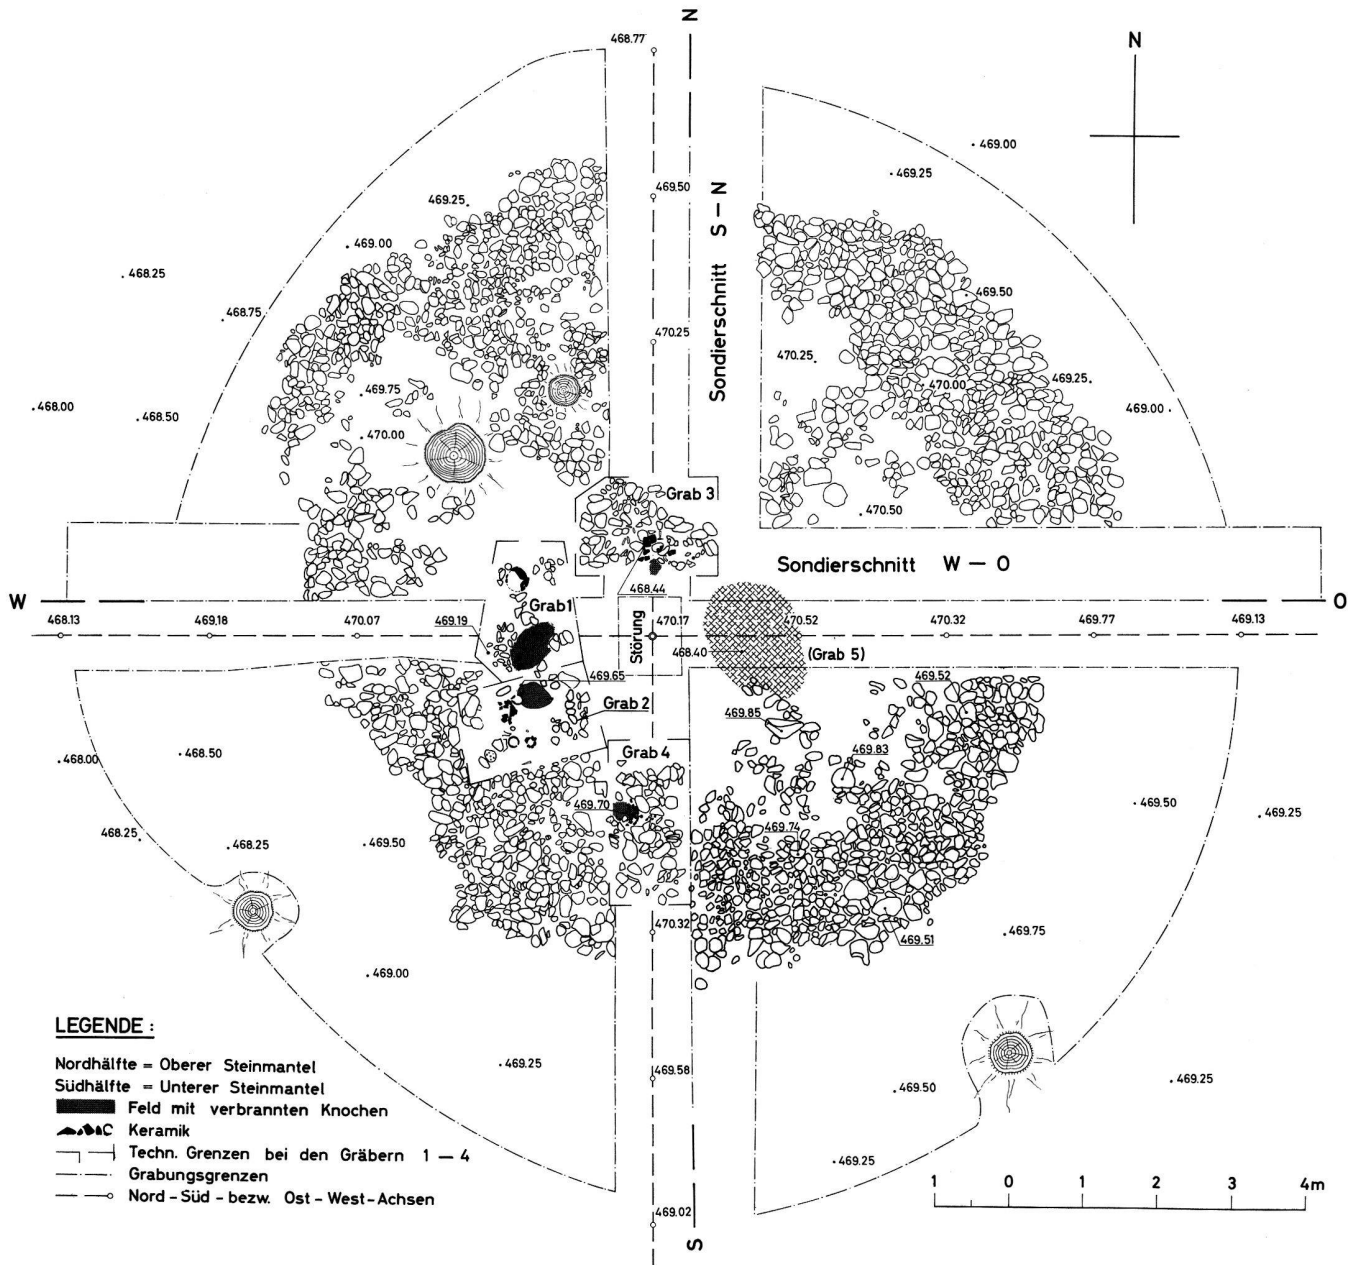 N
468.77
N
469.00
469.25
469.50
469.25
Sondierschnitt S – N
469.00
468.25
469.50
468.75
470.25
470.25
469.25
469.75
470.00
468.00
468.50
469.00
470.00
Grab 3
470.50
Sondierschnitt W – O
468.44
W
O
Grab 1
468.13
469.18
470.07
469.19
Störung
470.17
470.52
470.32
469.77
469.13
468.40
(Grab 5)
469.65
469.52
Grab 2
469.85
468.50
468.00
Grab 4
469.83
469.70
469.50
469.25
468.25
468.25
469.50
469.74
470.32
469.75
469.51
469.00
LEGENDE :
Nordhälfte = Oberer Steinmantel
Südhälfte = Unterer Steinmantel
Feld mit verbrannten Knochen
Keramik
Techn. Grenzen bei den Gräbern 1 – 4
Grabungsgrenzen
Nord – Süd – bezw. Ost – West – Achsen
469.25
469.58
469.50
469.25
469.25
1 0 1 2 3 4m
469.02
S